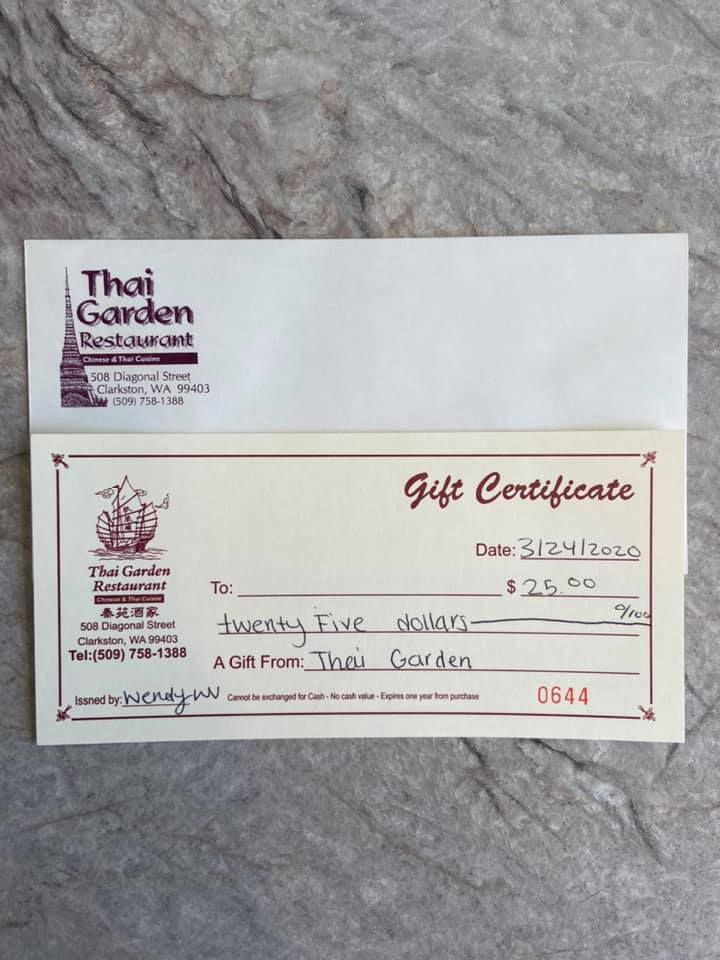 Thai
Garden
Restaurant
Chinese & Thai Cuisine
508 Diagonal Street
Clarkston, WA 99403
(509) 758-1388
Gift Certificate
Date: 3/24/2020
Thai Garden
Restaurant
Chinese & Thai Cuisine
泰苑酒家
508 Diagonal Street
Clarkston, WA 99403
Tel:(509) 758-1388
To: $ 25.00
twenty Five dollars 0/100
A Gift From: Thei Garden
Issned by: Wendy W Cannot be exchanged for Cash - No cash value - Expires one year from purchase 0644